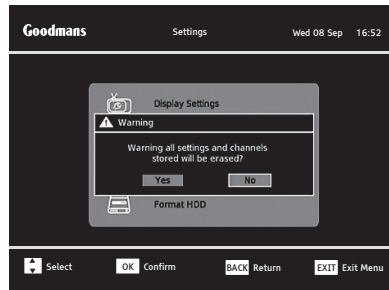 Goodmans Settings Wed 08 Sep 16:52
Display Settings
Warning
Warning all settings and channels
stored will be erased?
Yes No
Format HDD
Select OK Confirm BACK Return EXIT Exit Menu